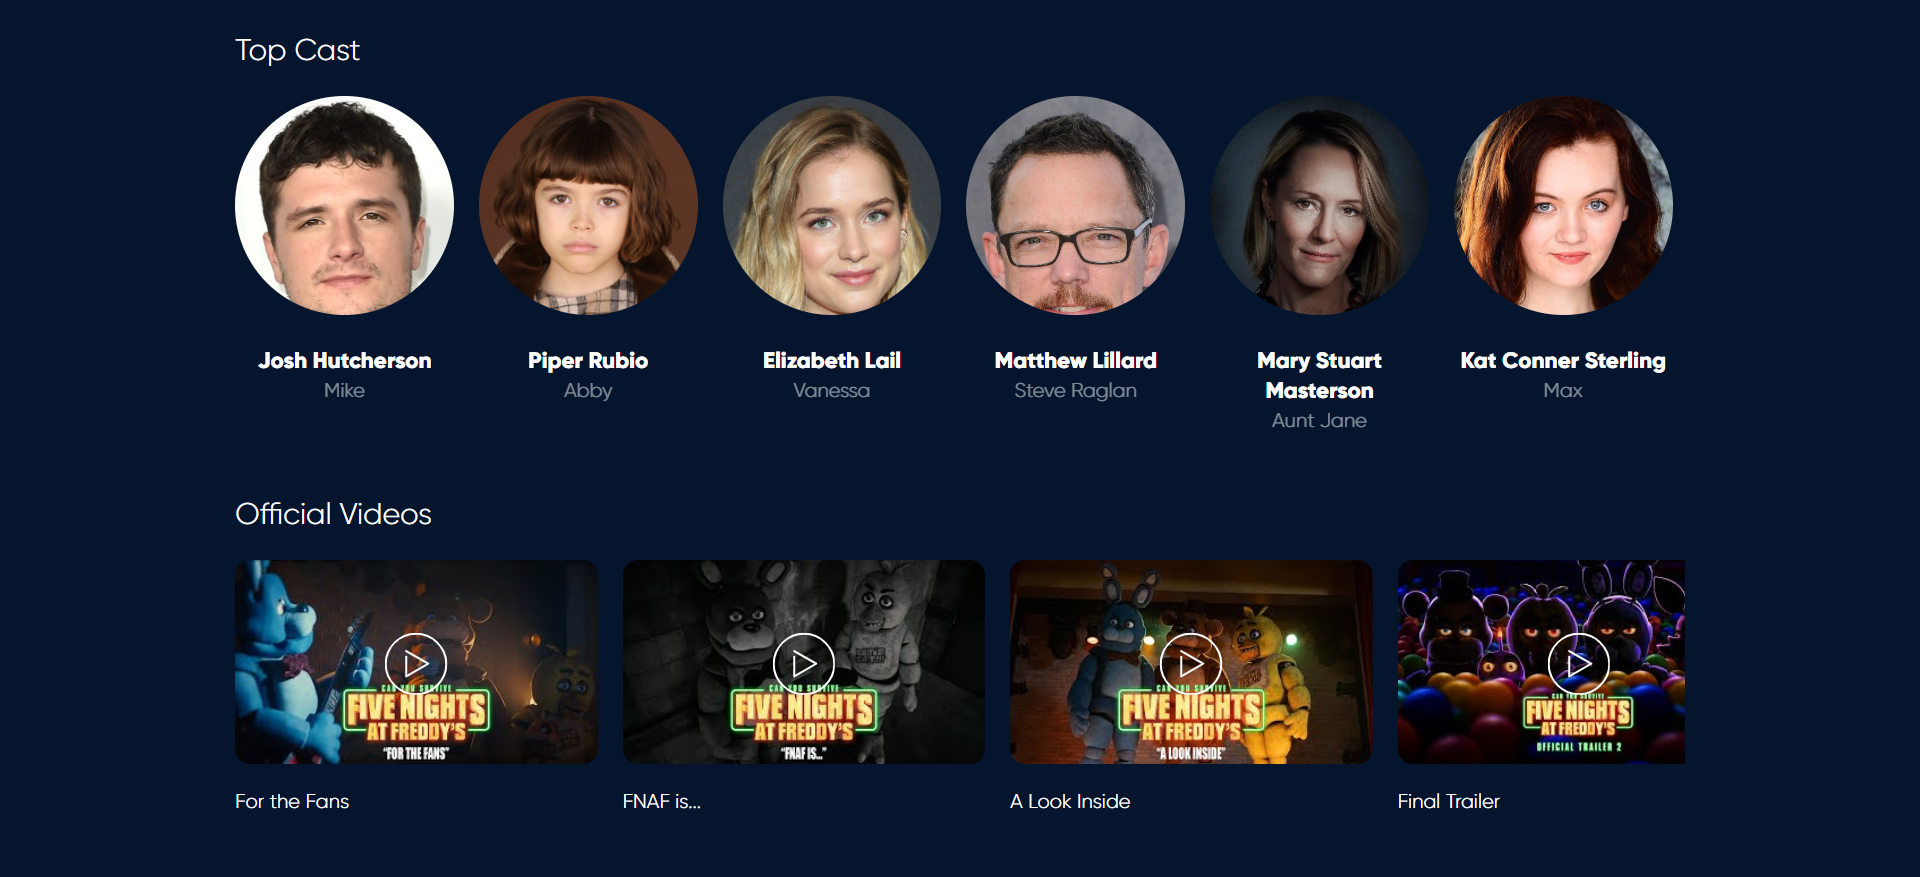 Top Cast
Josh Hutcherson
Mike
Piper Rubio
Abby
Elizabeth Lail
Vanessa
Matthew Lillard
Steve Raglan
Mary Stuart
Masterson
Aunt Jane
Kat Conner Sterling
Max
Official Videos
CAN YOU SURVIVE
FIVE NIGHTS
AT FREDDY'S
"FOR THE FANS"
For the Fans
LET'S
EAT!!!
CAN YOU SURVIVE
FIVE NIGHTS
AT FREDDY'S
"FNAF IS..."
FNAF is...
CAN YOU SURVIVE
FIVE NIGHTS
AT FREDDY'S
"A LOOK INSIDE"
A Look Inside
CAN YOU SURVIVE
FIVE NIGHTS
AT FREDDY'S
OFFICIAL TRAILER 2
Final Trailer